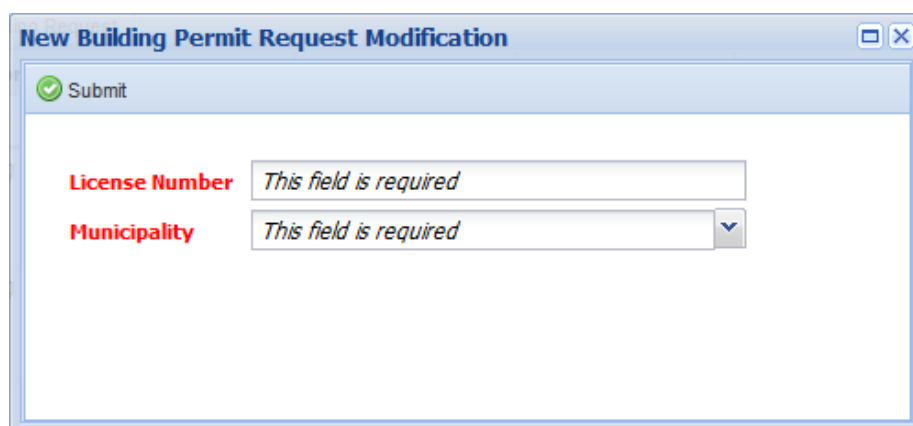 New Building Permit Request Modification
Submit
License Number This field is required
Municipality This field is required